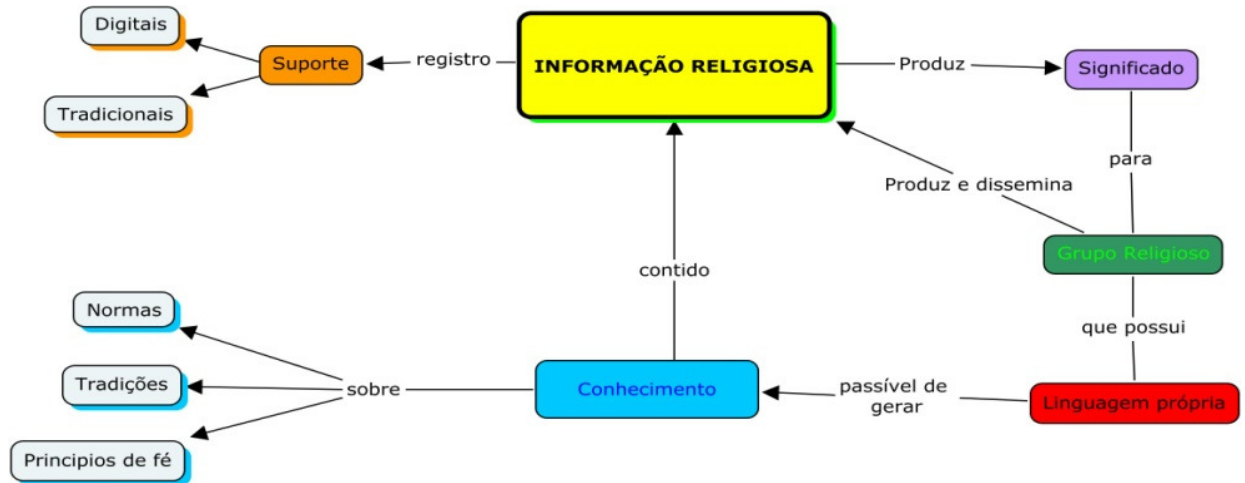 Digitais
Suporte
registro
INFORMAÇÃO RELIGIOSA
Produz
Significado
Tradicionais
para
Produz e dissemina
Grupo Religioso
contido
Normas
que possui
Tradições
sobre
Conhecimento
passível de
gerar
Linguagem própria
Principios de fé